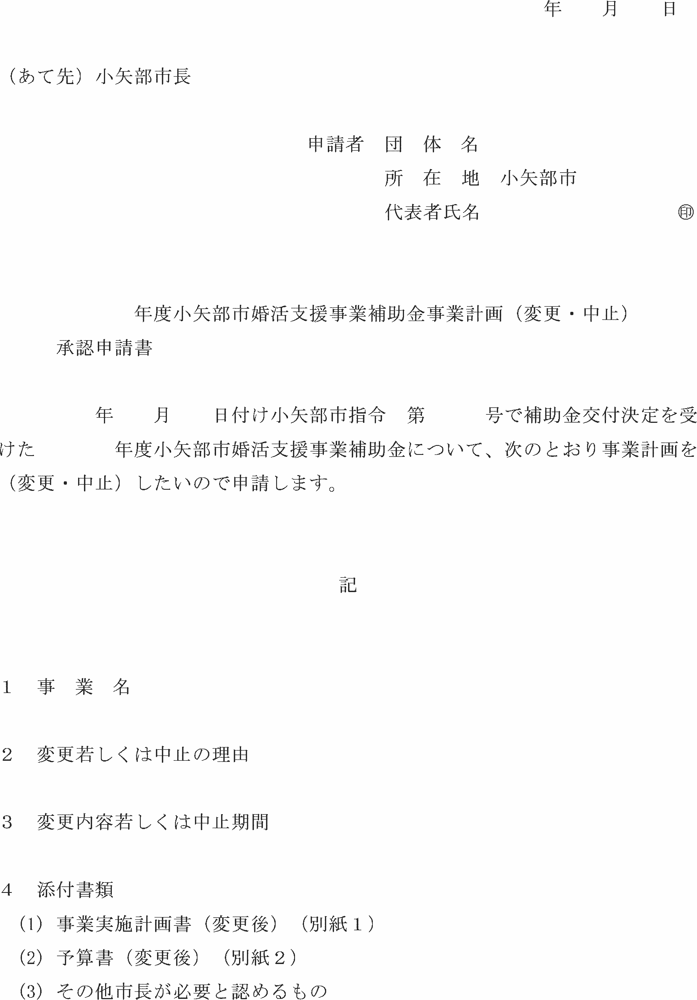 年　　月　　日
（あて先）小矢部市長
申請者　団　体　名
所　在　地　小矢部市
代表者氏名　　　　　　　　　　㊞
年度小矢部市婚活支援事業補助金事業計画（変更・中止）
承認申請書
年　　月　　日付け小矢部市指令　第　　　号で補助金交付決定を受
けた　　　　年度小矢部市婚活支援事業補助金について、次のとおり事業計画を
（変更・中止）したいので申請します。
記
１　事　業　名
２　変更若しくは中止の理由
３　変更内容若しくは中止期間
４　添付書類
(1)　事業実施計画書（変更後）（別紙１）
(2)　予算書（変更後）（別紙２）
(3)　その他市長が必要と認めるもの